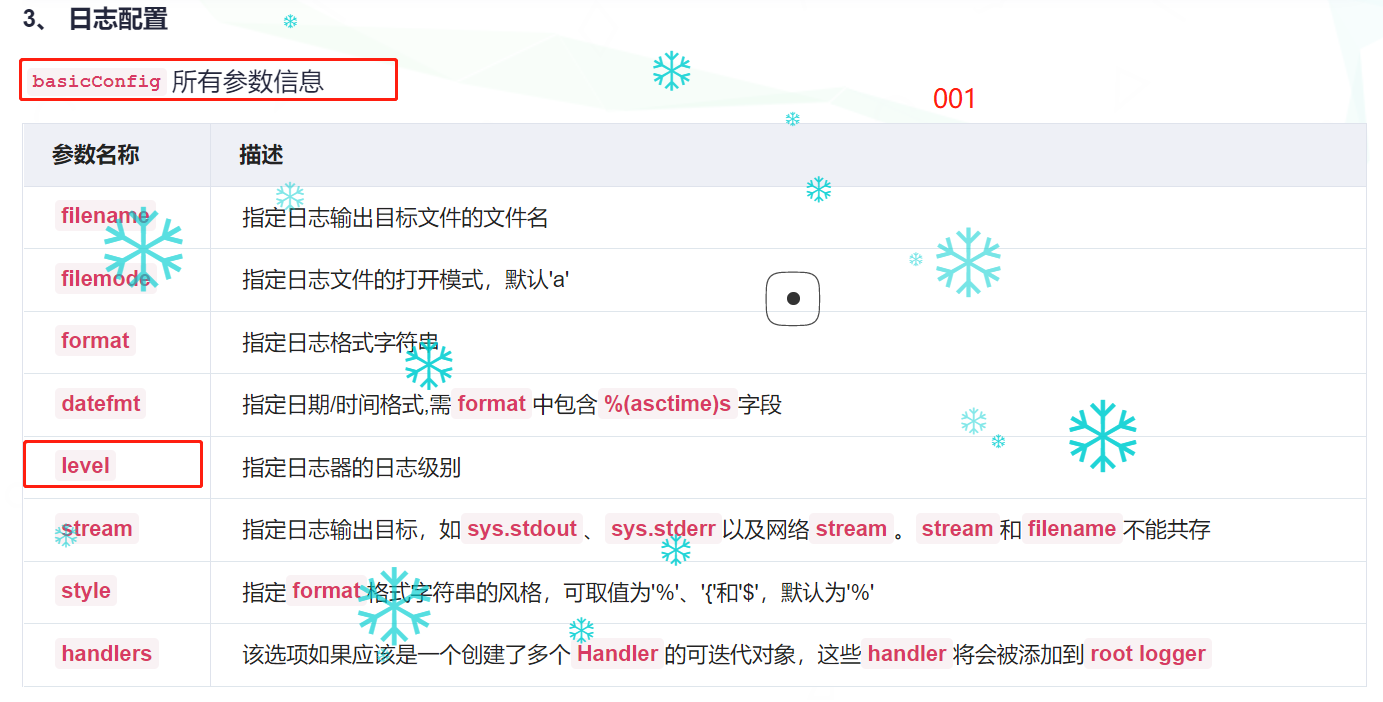 3、 日志配置
basicConfig 所有参数信息
001
参数名称 描述
filename 指定日志输出目标文件的文件名
filemode 指定日志文件的打开模式，默认'a'
format 指定日志格式字符串
datefmt 指定日期/时间格式,需 format 中包含 %(asctime)s 字段
level 指定日志器的日志级别
stream 指定日志输出目标，如 sys.stdout 、 sys.stderr 以及网络 stream 。 stream 和 filename 不能共存
style 指定 format 格式字符串的风格，可取值为'%'、'{'和'$'，默认为'%'
handlers 该选项如果应该是一个创建了多个 Handler 的可迭代对象，这些 handler 将会被添加到 root logger